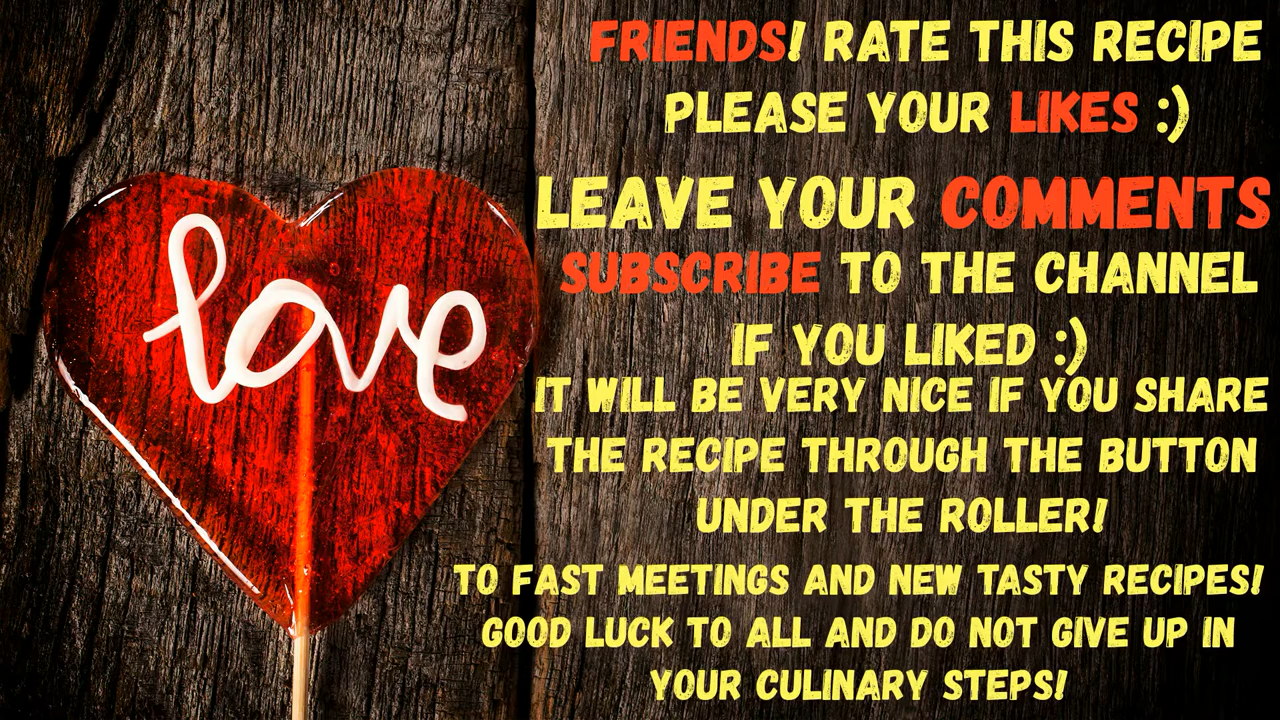 love
FRIENDS! RATE THIS RECIPE
PLEASE YOUR LIKES :)
LEAVE YOUR COMMENTS
SUBSCRIBE TO THE CHANNEL
IF YOU LIKED :)
IT WILL BE VERY NICE IF YOU SHARE
THE RECIPE THROUGH THE BUTTON
UNDER THE ROLLER!
TO FAST MEETINGS AND NEW TASTY RECIPES!
GOOD LUCK TO ALL AND DO NOT GIVE UP IN
YOUR CULINARY STEPS!